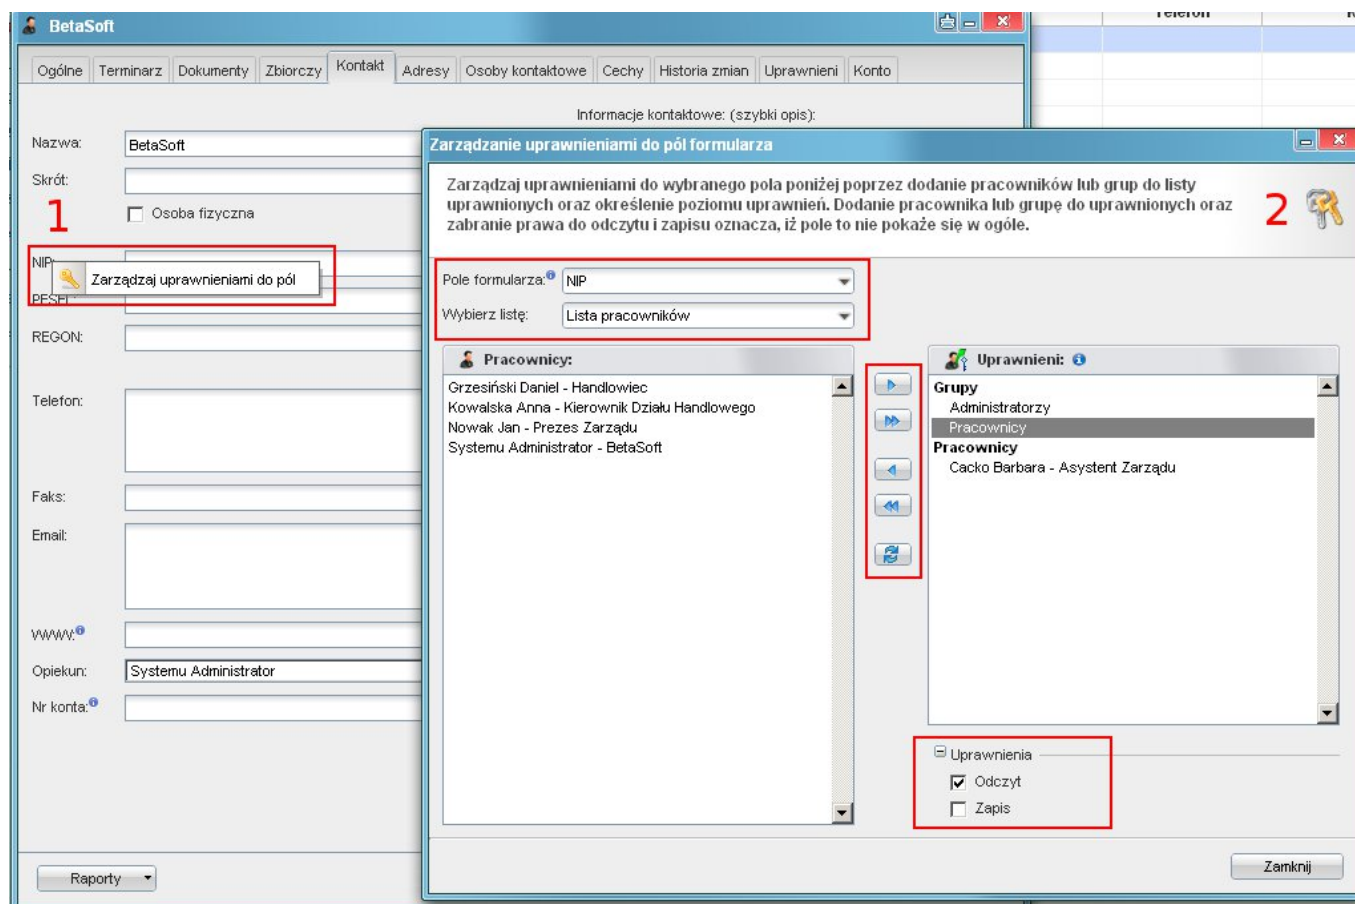 BetaSoft
Telefon
Ogólne Terminarz Dokumenty Zbiorczy Kontakt Adresy Osoby kontaktowe Cechy Historia zmian Uprawnieni Konto
Informacje kontaktowe: (szybki opis):
Nazwa: BetaSoft
Skrót:
1
Osoba fizyczna
NIP:
Zarządzaj uprawnieniami do pól
PESEL:
REGON:
Telefon:
Faks:
Email:
WWW:
Opiekun: Systemu Administrator
Nr konta:
Raporty
Zarządzanie uprawnieniami do pól formularza
Zarządzaj uprawnieniami do wybranego pola poniżej poprzez dodanie pracowników lub grup do listy
uprawnionych oraz określenie poziomu uprawnień. Dodanie pracownika lub grupę do uprawnionych oraz
zabranie prawa do odczytu i zapisu oznacza, iż pole to nie pokaże się w ogóle.
2
Pole formularza: NIP
Wybierz listę: Lista pracowników
Pracownicy:
Grzesiński Daniel - Handlowiec
Kowalska Anna - Kierownik Działu Handlowego
Nowak Jan - Prezes Zarządu
Systemu Administrator - BetaSoft
Uprawnieni:
Grupy
Administratorzy
Pracownicy
Pracownicy
Cacko Barbara - Asystent Zarządu
Uprawnienia
Odczyt
Zapis
Zamknij